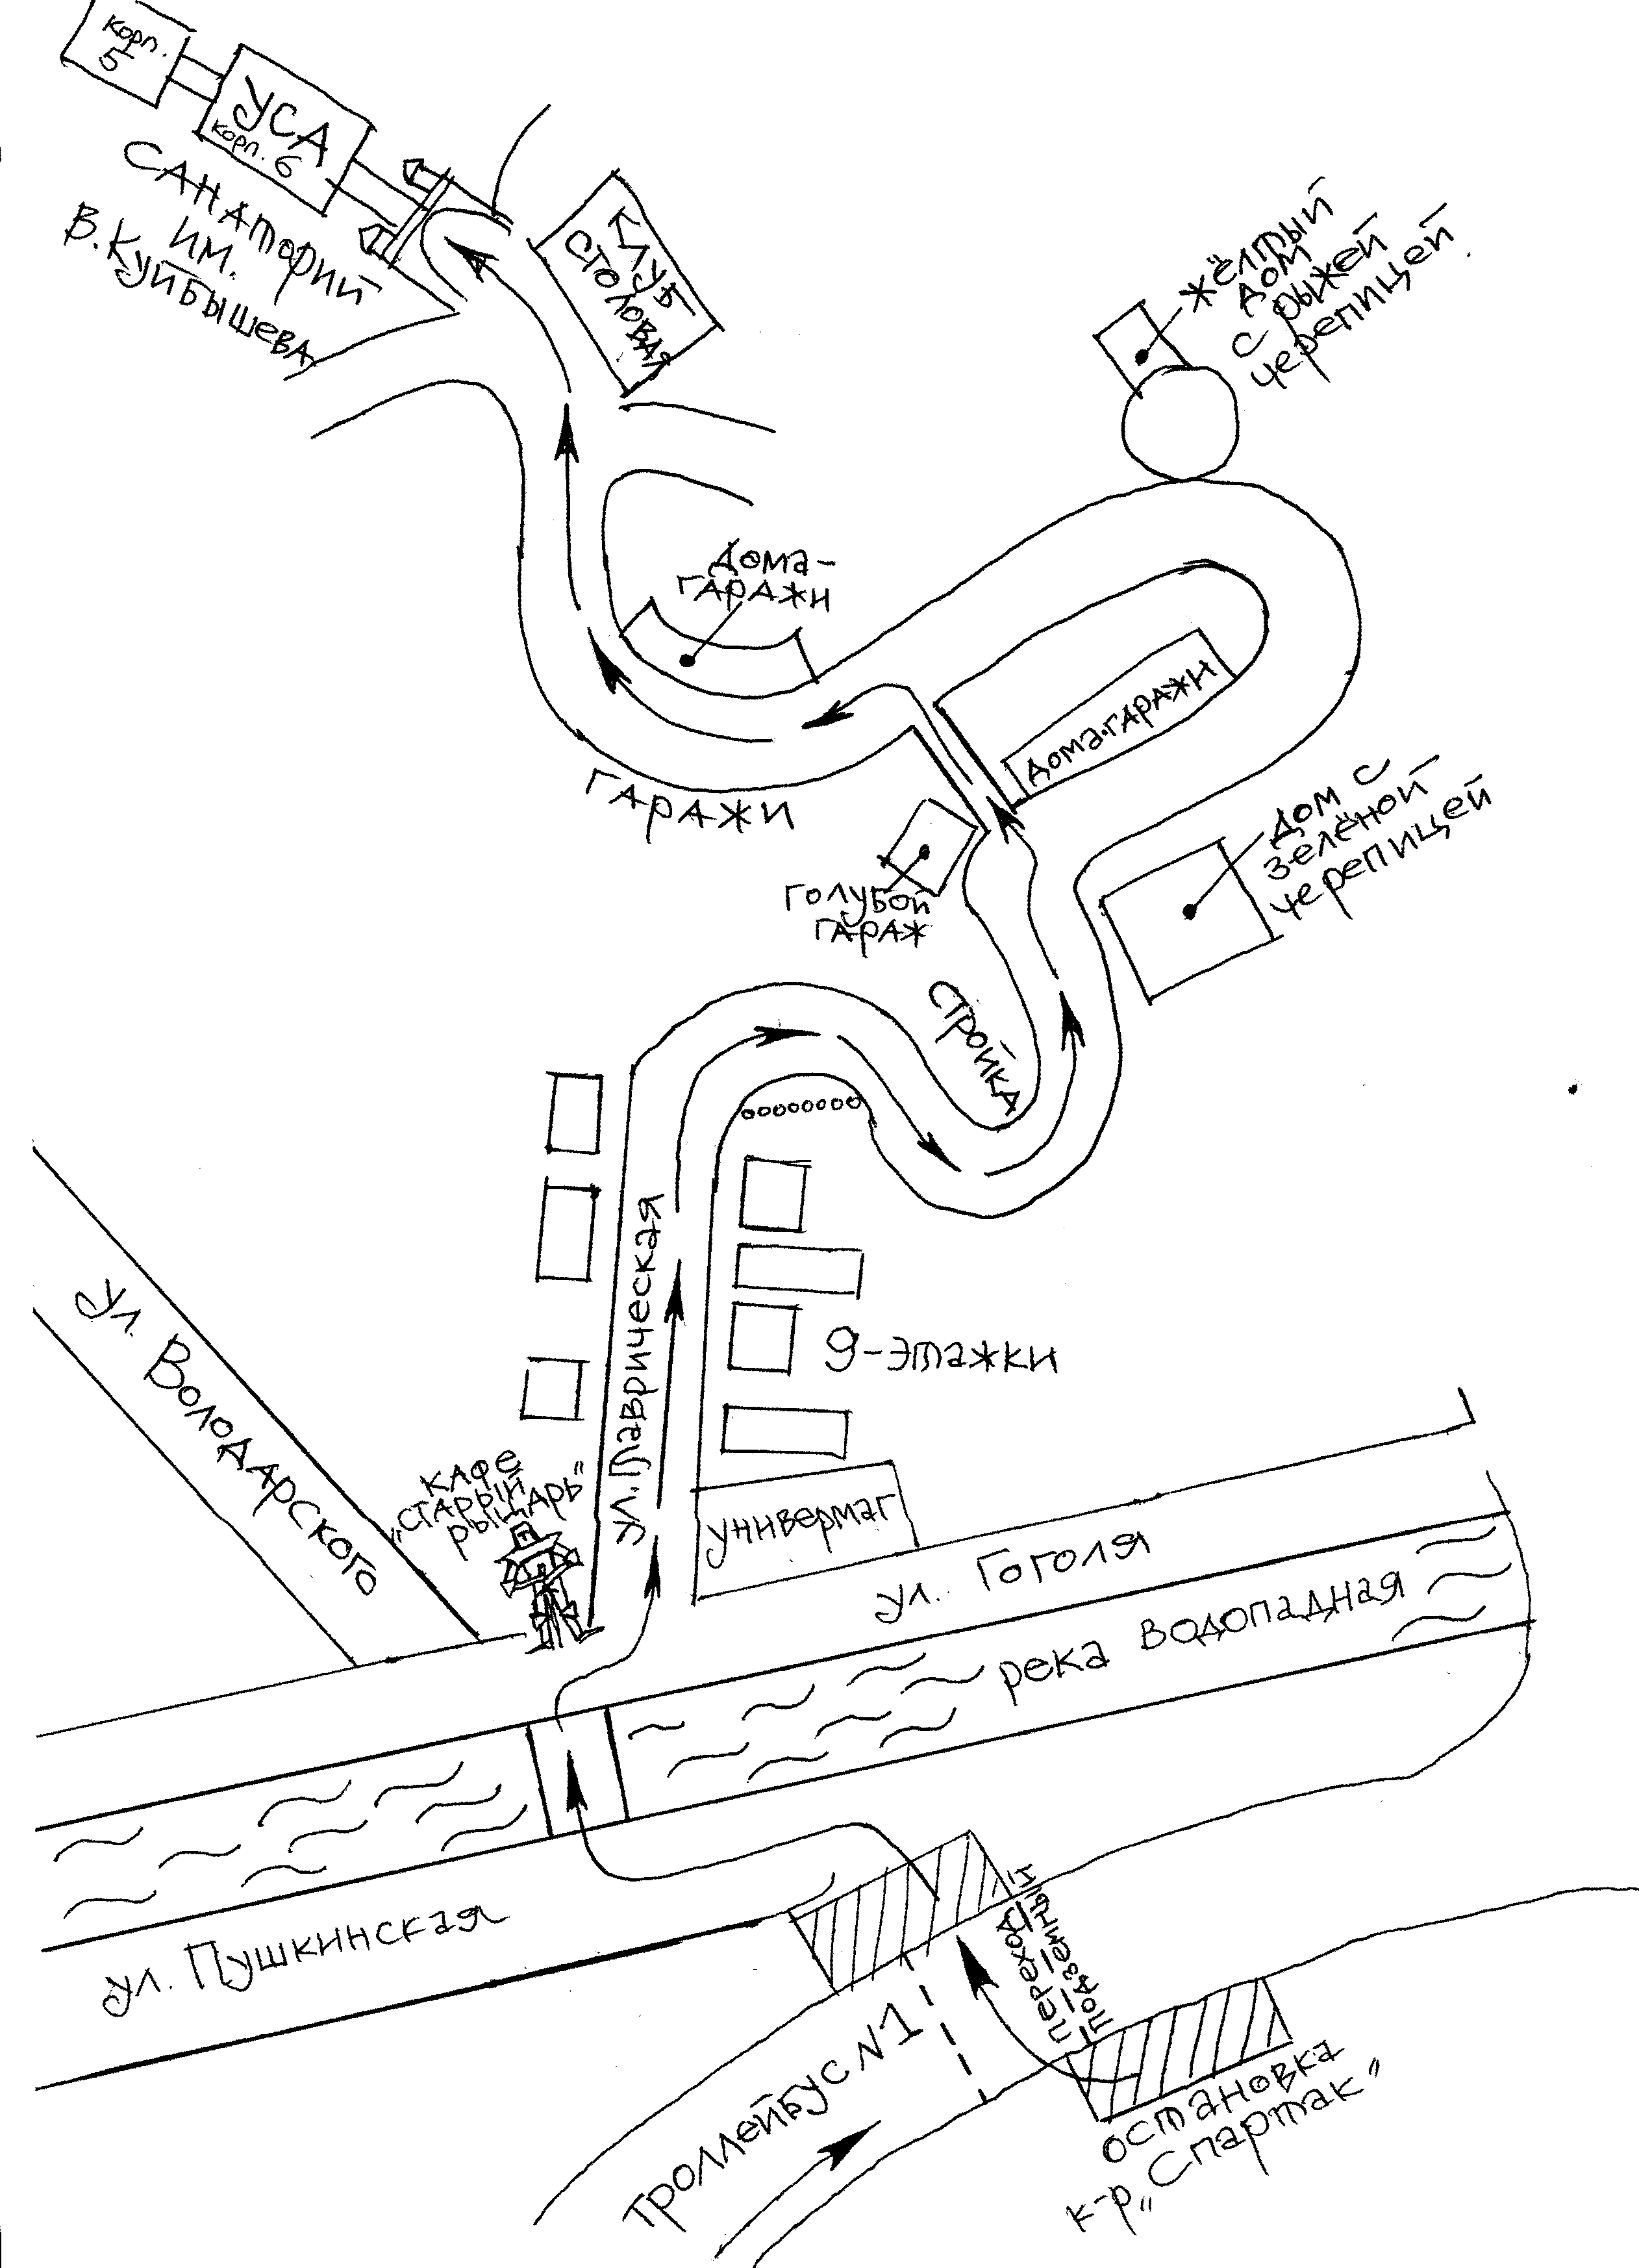 корп.
5
УСА
корп. 6
САНАТОРИЙ
ИМ.
В. Куйбышева
КЛУБ
СТОЛОВАЯ
жёлтый
дом
с рыжей
черепицей
дома-
гаражи
дома-гаражи
гаражи
дом с
зелёной
черепицей
голубой
гараж
стройка
ул. Таврическая
9-этажки
ул. Володарского
кафе
„старый
рыцарь"
универмаг
ул. Гоголя
река Водопадная
ул. Пушкинская
переход
подземный
троллейбус N1
остановка
к-р „Спартак"